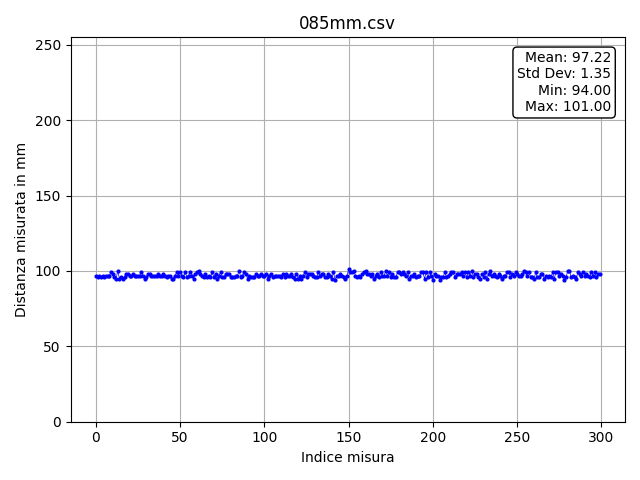 085mm.csv
Mean: 97.22
Std Dev: 1.35
Min: 94.00
Max: 101.00
250
200
150
100
50
0
Distanza misurata in mm
0 50 100 150 200 250 300
Indice misura